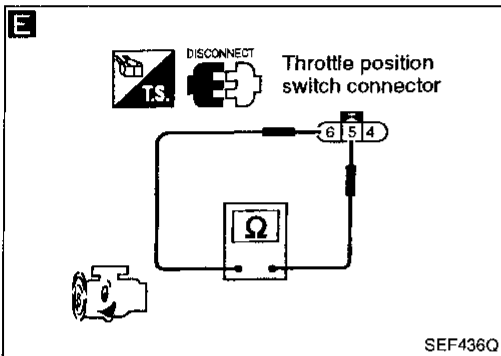 E
DISCONNECT
T.S.
Throttle position
switch connector
6 5 4
Ω
SEF436Q